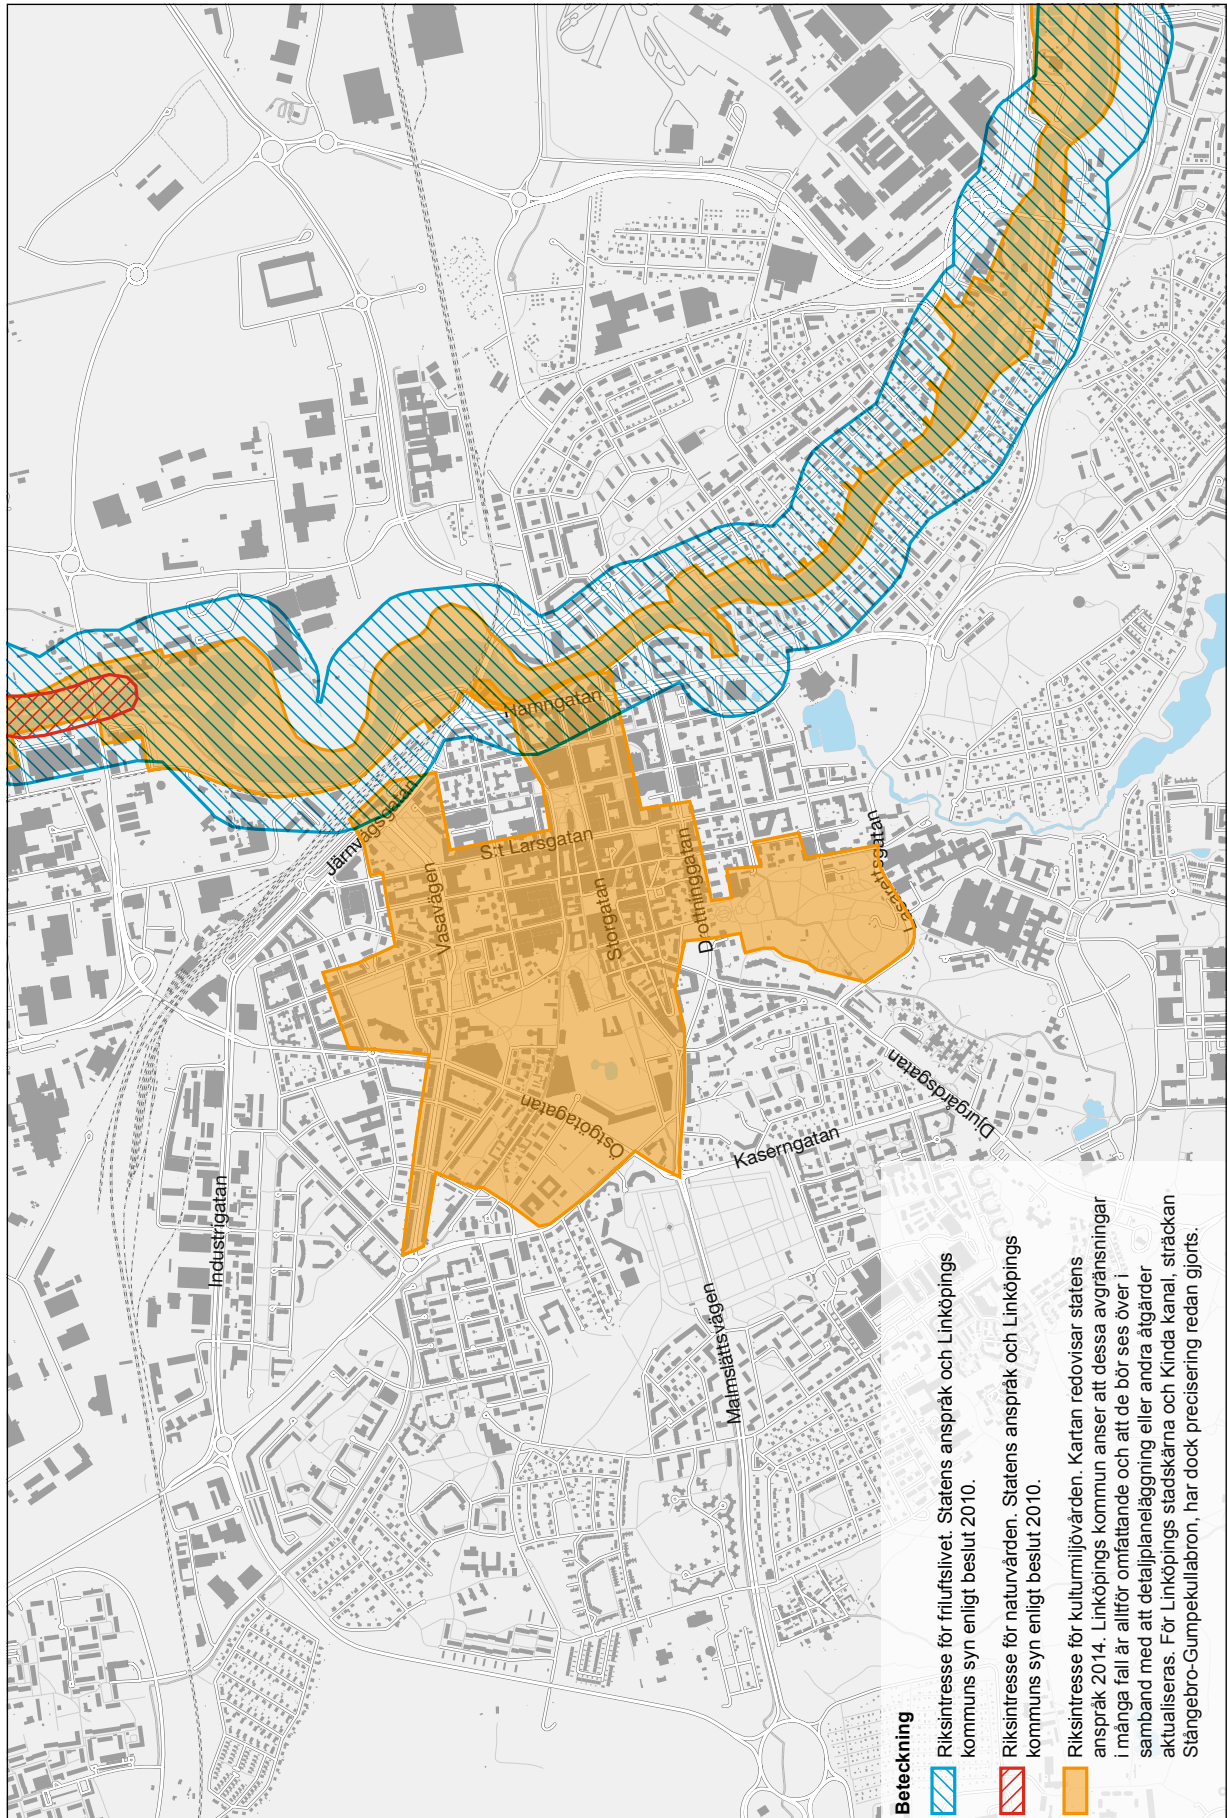 Järnvägsgatan
Hamngatan
S:t Larsgatan
Vasavägen
Storgatan
Drottninggatan
Lasarettsgatan
Östgötagatan
Djurgårdsgatan
Kaserngatan
Industrigatan
Malmslättsvägen
Beteckning
Riksintresse för friluftslivet. Statens anspråk och Linköpings
kommuns syn enligt beslut 2010.
Riksintresse för naturvården. Statens anspråk och Linköpings
kommuns syn enligt beslut 2010.
Riksintresse för kulturmiljövården. Kartan redovisar statens
anspråk 2014. Linköpings kommun anser att dessa avgränsningar
i många fall är alltför omfattande och att de bör ses över i
samband med att detaljplaneläggning eller andra åtgärder
aktualiseras. För Linköpings stadskärna och Kinda kanal, sträckan
Stångebro-Gumpekullabron, har dock precisering redan gjorts.